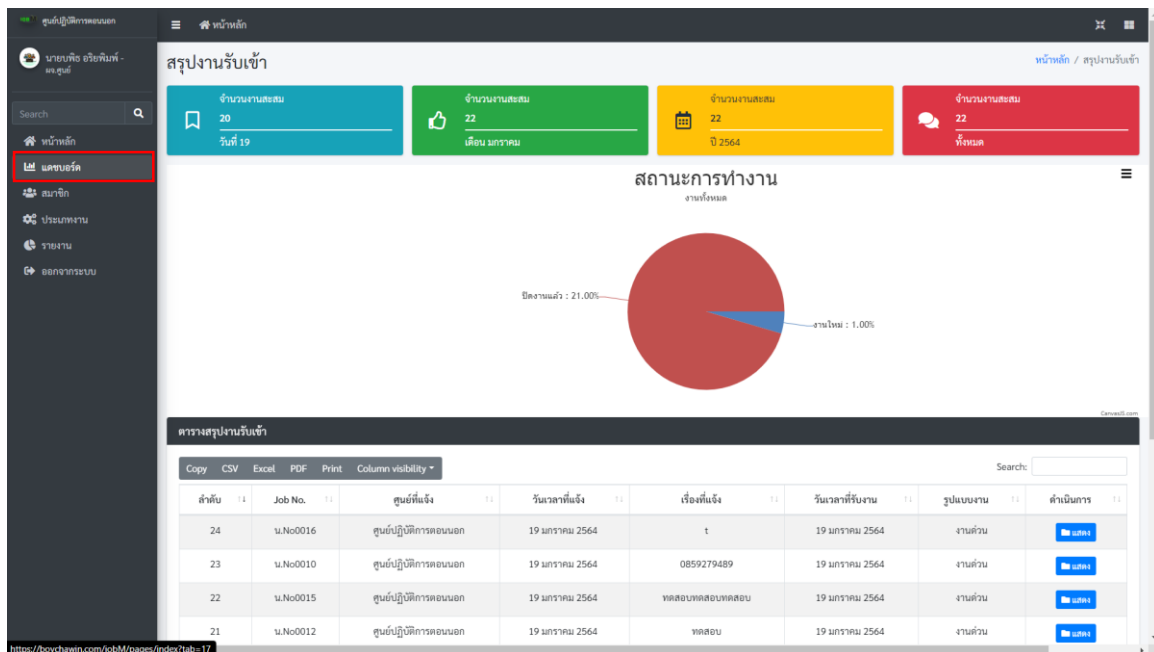 ศูนย์ปฏิบัติการตอนนอก
หน้าหลัก
นายบพิธ อริยพิมพ์ -
ผจ.ศูนย์
Search
หน้าหลัก
แดชบอร์ด
สมาชิก
ประเภทงาน
รายงาน
ออกจากระบบ
สรุปงานรับเข้า
หน้าหลัก / สรุปงานรับเข้า
จำนวนงานสะสม
20
วันที่ 19
จำนวนงานสะสม
22
เดือน มกราคม
จำนวนงานสะสม
22
ปี 2564
จำนวนงานสะสม
22
ทั้งหมด
สถานะการทำงาน
งานทั้งหมด
ปิดงานแล้ว : 21.00%
งานใหม่ : 1.00%
CanvasJS.com
ตารางสรุปงานรับเข้า
Copy CSV Excel PDF Print Column visibility
Search:
ลำดับ Job No. ศูนย์ที่แจ้ง วันเวลาที่แจ้ง เรื่องที่แจ้ง วันเวลาที่รับงาน รูปแบบงาน ดำเนินการ
24 น.No0016 ศูนย์ปฏิบัติการตอนนอก 19 มกราคม 2564 t 19 มกราคม 2564 งานด่วน แสดง
23 น.No0010 ศูนย์ปฏิบัติการตอนนอก 19 มกราคม 2564 0859279489 19 มกราคม 2564 งานด่วน แสดง
22 น.No0015 ศูนย์ปฏิบัติการตอนนอก 19 มกราคม 2564 ทดสอบทดสอบทดสอบ 19 มกราคม 2564 งานด่วน แสดง
21 น.No0012 ศูนย์ปฏิบัติการตอนนอก 19 มกราคม 2564 ทดสอบ 19 มกราคม 2564 งานด่วน แสดง
https://boychawin.com/jobM/pages/index?tab=17